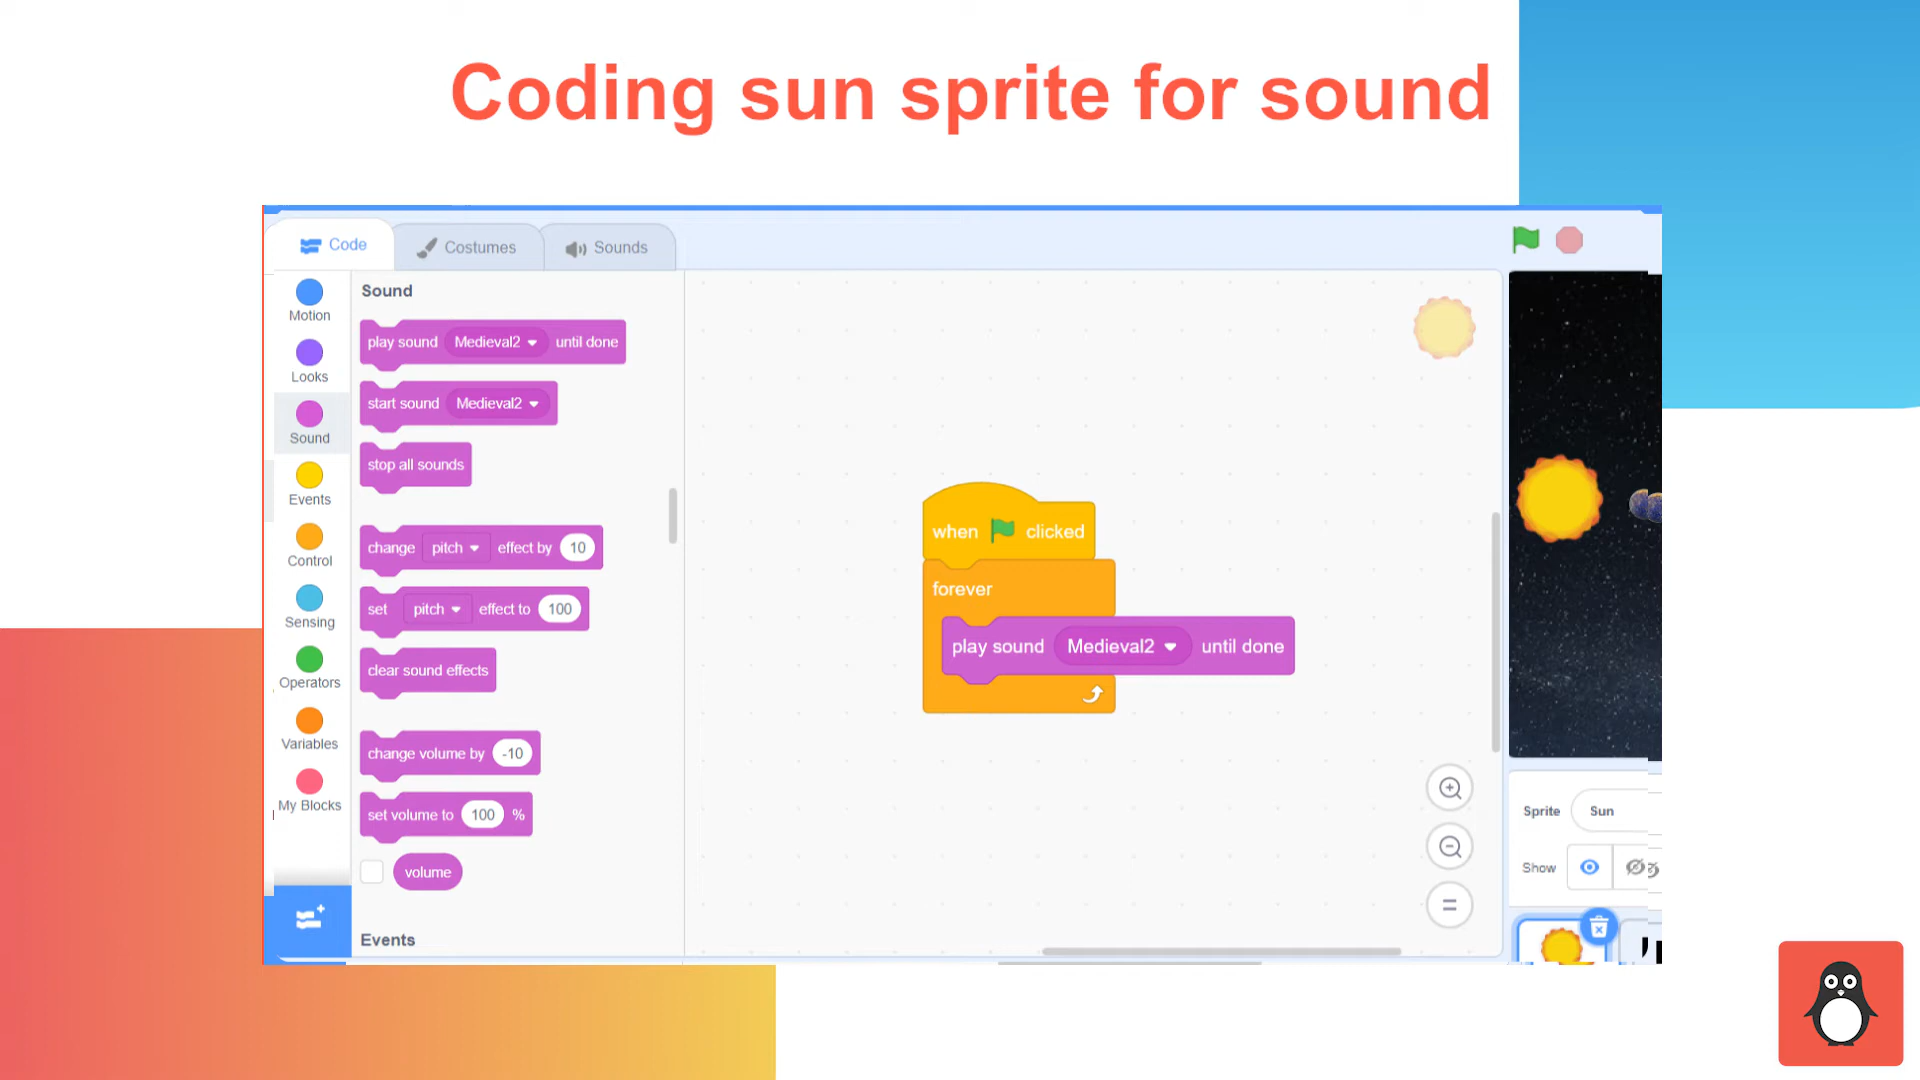 Coding sun sprite for sound
Code
Costumes
Sounds
Motion
Looks
Sound
Events
Control
Sensing
Operators
Variables
My Blocks
Sound
play sound Medieval2 until done
start sound Medieval2
stop all sounds
change pitch effect by 10
set pitch effect to 100
clear sound effects
change volume by -10
set volume to 100 %
volume
Events
when clicked
forever
play sound Medieval2 until done
Sprite Sun
Show